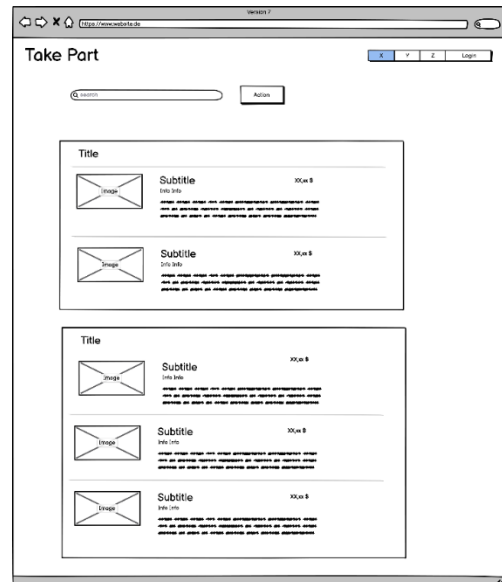 Version 7
https://www.website.de
Take Part
X Y Z Login
search
Action
Title
Image
Subtitle
XX,xx $
Info Info
Image
Subtitle
XX,xx $
Info Info
Title
Image
Subtitle
XX,xx $
Info Info
Image
Subtitle
XX,xx $
Info Info
Image
Subtitle
XX,xx $
Info Info